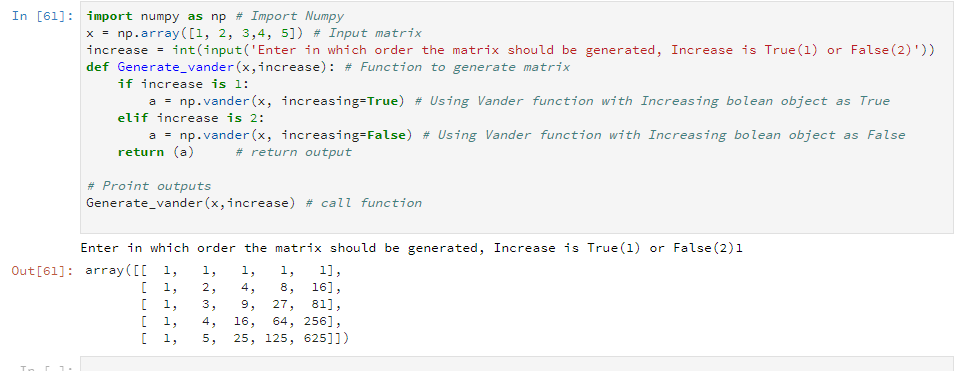 In [61]: import numpy as np # Import Numpy
x = np.array([1, 2, 3,4, 5]) # Input matrix
increase = int(input('Enter in which order the matrix should be generated, Increase is True(1) or False(2)'))
def Generate_vander(x,increase): # Function to generate matrix
    if increase is 1:
        a = np.vander(x, increasing=True) # Using Vander function with Increasing bolean object as True
    elif increase is 2:
        a = np.vander(x, increasing=False) # Using Vander function with Increasing bolean object as False
    return (a)     # return output

# Proint outputs
Generate_vander(x,increase) # call function

Enter in which order the matrix should be generated, Increase is True(1) or False(2)1
Out[61]: array([[  1,   1,   1,   1,   1],
       [  1,   2,   4,   8,  16],
       [  1,   3,   9,  27,  81],
       [  1,   4,  16,  64, 256],
       [  1,   5,  25, 125, 625]])
In [ ]: